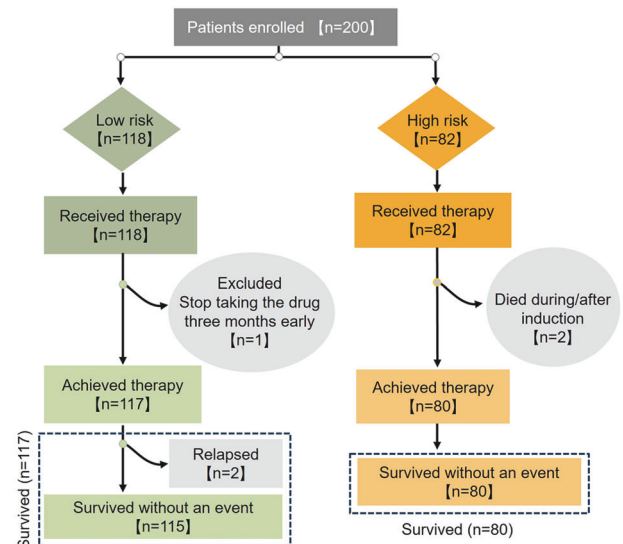 Patients enrolled 【n=200】
Low risk
【n=118】
High risk
【n=82】
Received therapy
【n=118】
Received therapy
【n=82】
Excluded
Stop taking the drug
three months early
【n=1】
Died during/after
induction
【n=2】
Achieved therapy
【n=117】
Achieved therapy
【n=80】
Survived (n=117)
Relapsed
【n=2】
Survived without an event
【n=115】
Survived without an event
【n=80】
Survived (n=80)